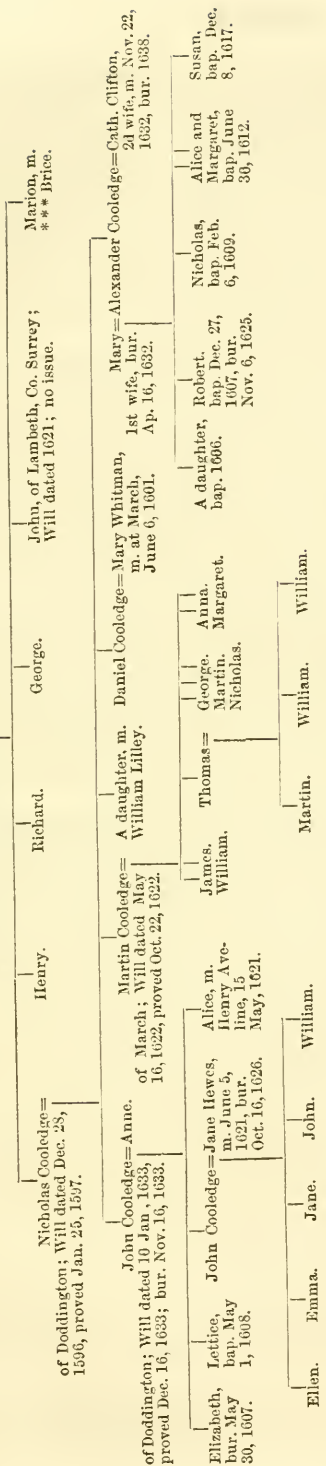 Nicholas Cooledge=
of Doddington; Will dated Dec. 28,
1596, proved Jan. 25, 1597.
Henry.
Richard.
George.
John, of Lambeth, Co. Surrey;
Will dated 1621; no issue.
Marion, m.
*** Brice.
John Cooledge=Anne.
of Doddington; Will dated 10 Jan, 1633,
proved Dec. 16, 1633; bur. Nov. 16, 1633.
Martin Cooledge=
of March; Will dated May
16, 1622, proved Oct. 22, 1622.
A daughter, m.
William Lilley.
Daniel Cooledge=Mary Whitman,
m. at March,
June 6, 1601.
Mary=Alexander Cooledge=Cath. Clifton,
1st wife, bur.
Ap. 16, 1632.
2d wife, m. Nov. 22,
1632, bur. 1638.
Elizabeth,
bur. May
30, 1607.
Lettice,
bap. May
1, 1608.
John Cooledge=Jane Hewes,
m. June 5,
1621, bur.
Oct. 16, 1626.
Alice, m.
Henry Ave-
line, 15
May, 1621.
James.
William.
Thomas=
George.
Martin.
Nicholas.
Anna.
Margaret.
A daughter,
bap. 1606.
Robert.
bap. Dec. 27,
1607, bur.
Nov. 6, 1625.
Nicholas,
bap. Feb.
6, 1609.
Alice and
Margaret,
bap. June
30, 1612.
Susan,
bap. Dec.
8, 1617.
Ellen.
Emma.
Jane.
John.
William.
Martin.
William.
William.